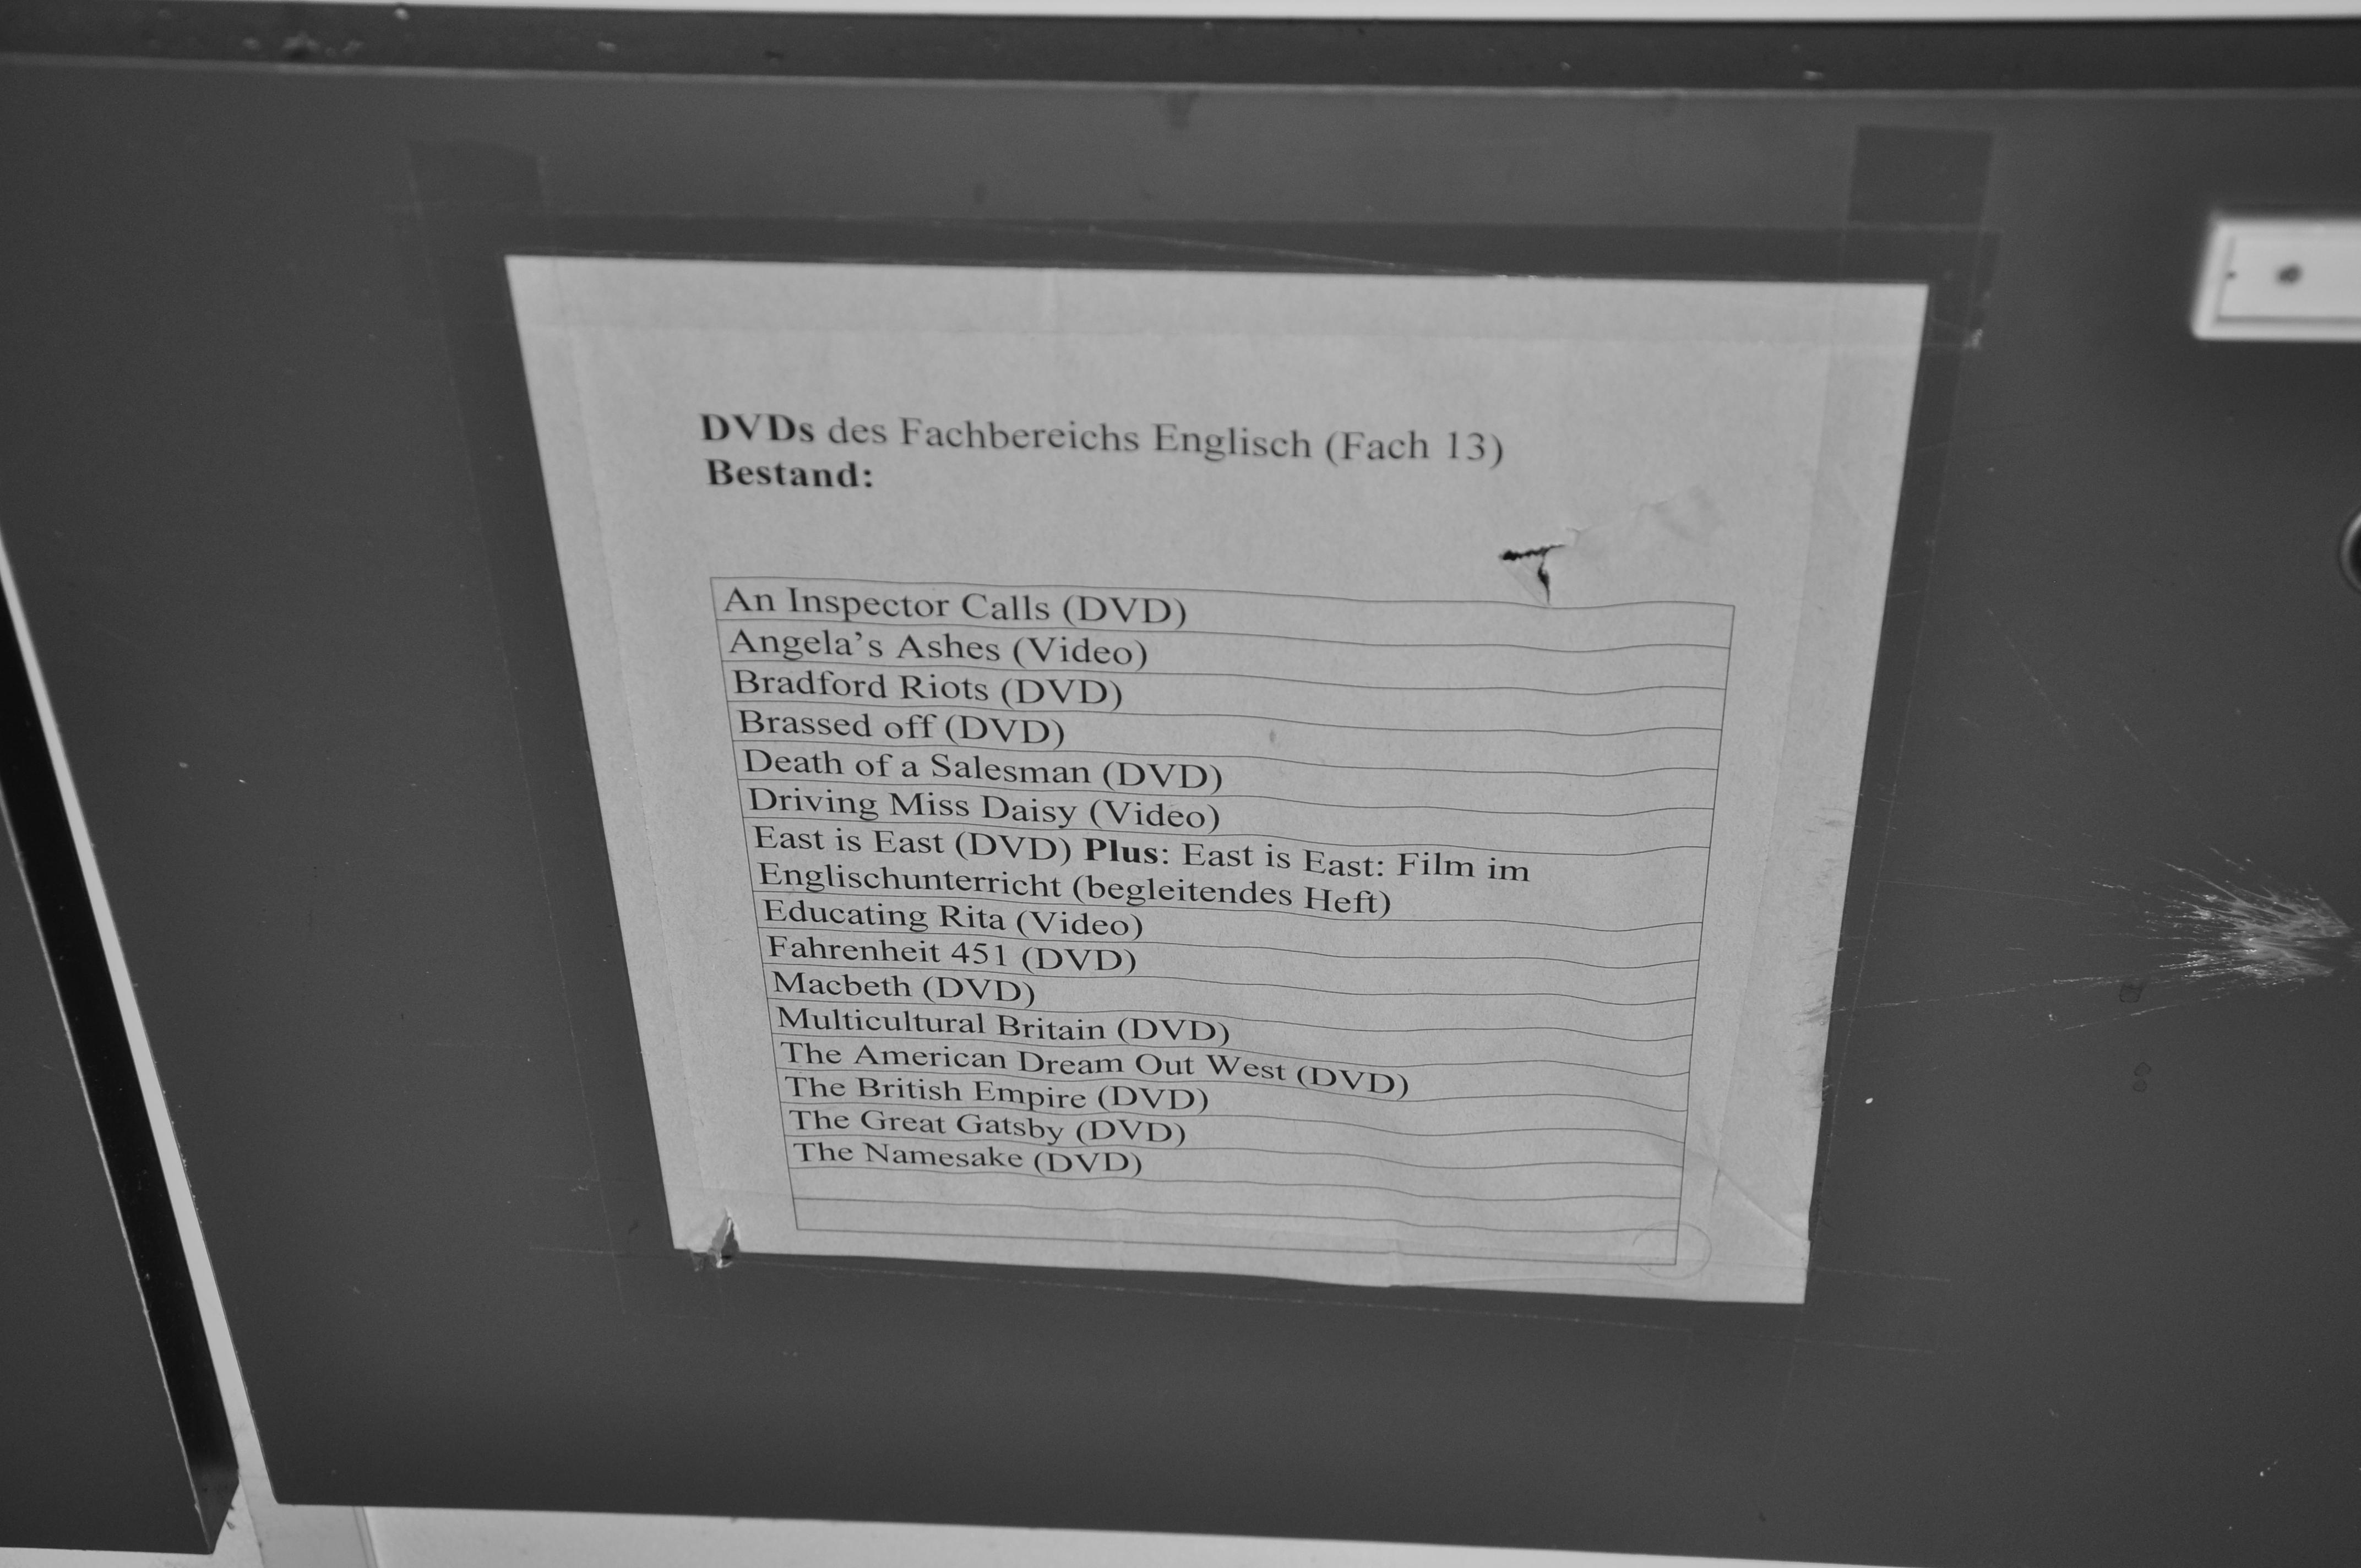 DVDs des Fachbereichs Englisch (Fach 13)
Bestand:
An Inspector Calls (DVD)
Angela's Ashes (Video)
Bradford Riots (DVD)
Brassed off (DVD)
Death of a Salesman (DVD)
Driving Miss Daisy (Video)
East is East (DVD) Plus: East is East: Film im
Englischunterricht (begleitendes Heft)
Educating Rita (Video)
Fahrenheit 451 (DVD)
Macbeth (DVD)
Multicultural Britain (DVD)
The American Dream Out West (DVD)
The British Empire (DVD)
The Great Gatsby (DVD)
The Namesake (DVD)